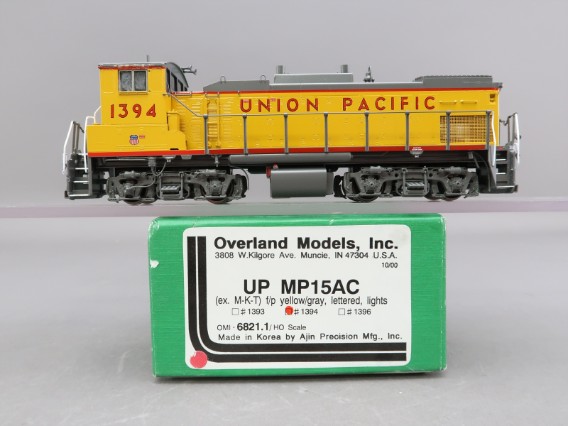 1394
UNION PACIFIC
Overland Models, Inc.
3808 W.Kilgore Ave. Muncie, IN 47304 U.S.A.
10/00
UP MP15AC
(ex. M-K-T) f/p yellow/gray, lettered, lights
♯1393 ♯1394 ♯1396
OMI - 6821.1/HO Scale
Made in Korea by Ajin Precision Mfg., Inc.